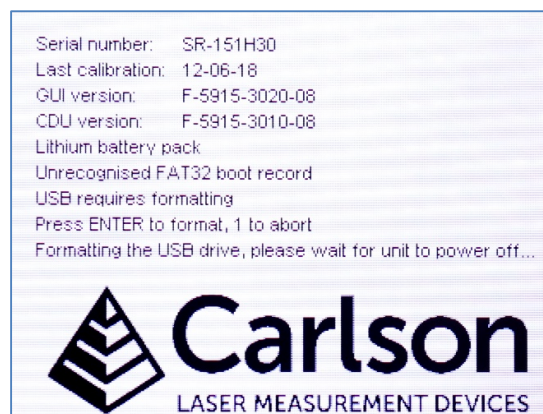 Serial number: SR-151H30
Last calibration: 12-06-18
GUI version: F-5915-3020-08
CDU version: F-5915-3010-08
Lithium battery pack
Unrecognised FAT32 boot record
USB requires formatting
Press ENTER to format, 1 to abort
Formatting the USB drive, please wait for unit to power off...
Carlson
LASER MEASUREMENT DEVICES